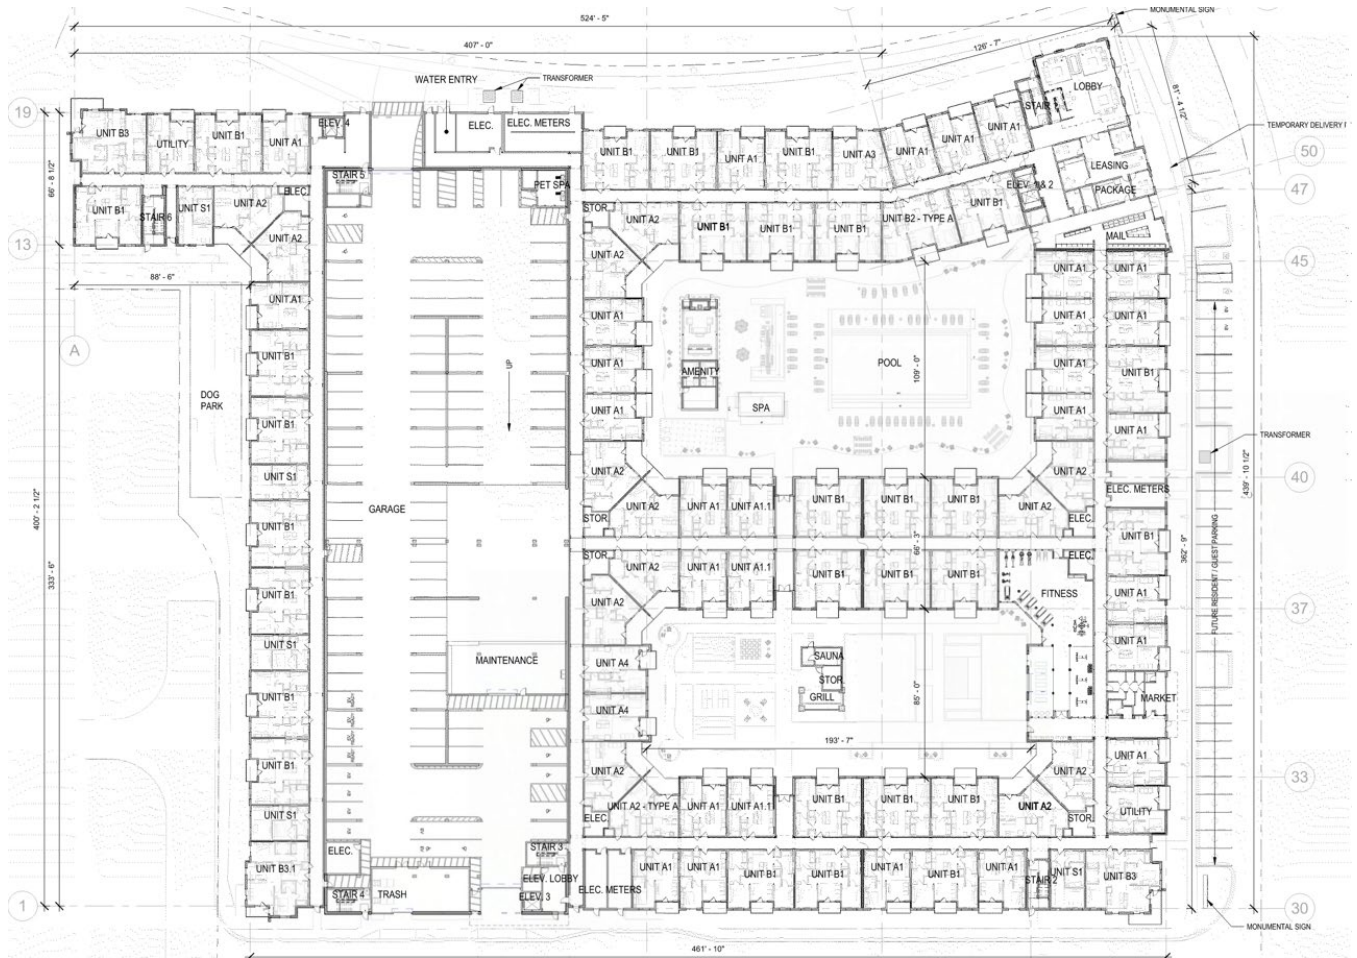 MONUMENTAL SIGN
524' - 5"
407' - 0"
126' - 7"
WATER ENTRY
TRANSFORMER
LOBBY
81' - 4 1/2"
19
ELEV. 4
ELEC.
ELEC. METERS
STAIR
TEMPORARY DELIVERY
UNIT B3
UTILITY
UNIT B1
UNIT A1
UNIT B1
UNIT B1
UNIT A1
UNIT B1
UNIT A3
UNIT A1
UNIT A1
UNIT A1
50
66' - 8 1/2"
LEASING
STAIR 5
PET SPA
ELEV. 1 & 2
PACKAGE
47
ELEC.
UNIT B1
STAIR 6
UNIT S1
UNIT A2
STOR.
UNIT A2
UNIT B1
UNIT B1
UNIT B1
UNIT B2 - TYPE A
UNIT B1
MAIL
13
UNIT A2
UNIT A2
45
88' - 6"
UNIT A1
UNIT A1
UNIT A1
UNIT A1
UNIT A1
UNIT A1
UNIT A1
A
UNIT B1
UP
UNIT A1
AMENITY
POOL
109' - 0"
UNIT A1
UNIT B1
DOG
PARK
SPA
UNIT A1
UNIT A1
UNIT B1
UNIT A1
TRANSFORMER
UNIT S1
UNIT A2
UNIT A2
40
ELEC. METERS
439' - 10 1/2"
GARAGE
400' - 2 1/2"
UNIT B1
STOR.
UNIT A2
UNIT A1
UNIT A1.1
UNIT B1
UNIT B1
UNIT B1
UNIT A2
ELEC.
UNIT B1
66' - 3"
362' - 9"
333' - 6"
STOR.
UNIT A2
UNIT A1
UNIT A1.1
UNIT B1
UNIT B1
UNIT B1
ELEC.
FITNESS
UNIT A1
UNIT B1
UNIT A2
37
FUTURE RESIDENT / GUEST PARKING
UNIT S1
UNIT A1
MAINTENANCE
UNIT A4
SAUNA
STOR.
GRILL
85' - 0"
UNIT B1
MARKET
UNIT A4
193' - 7"
UNIT B1
UNIT A2
UNIT A2
UNIT A1
33
UNIT S1
ELEC.
UNIT A2 - TYPE A
UNIT A1
UNIT A1.1
UNIT B1
UNIT B1
UNIT B1
UNIT A2
STOR.
UTILITY
ELEC.
STAIR 3
UNIT B3.1
STAIR 4
TRASH
ELEV. LOBBY
ELEV. 3
ELEC. METERS
UNIT A1
UNIT A1
UNIT B1
UNIT B1
UNIT A1
UNIT B1
UNIT A1
STAIR 2
UNIT S1
UNIT B3
1
30
MONUMENTAL SIGN
461' - 10"